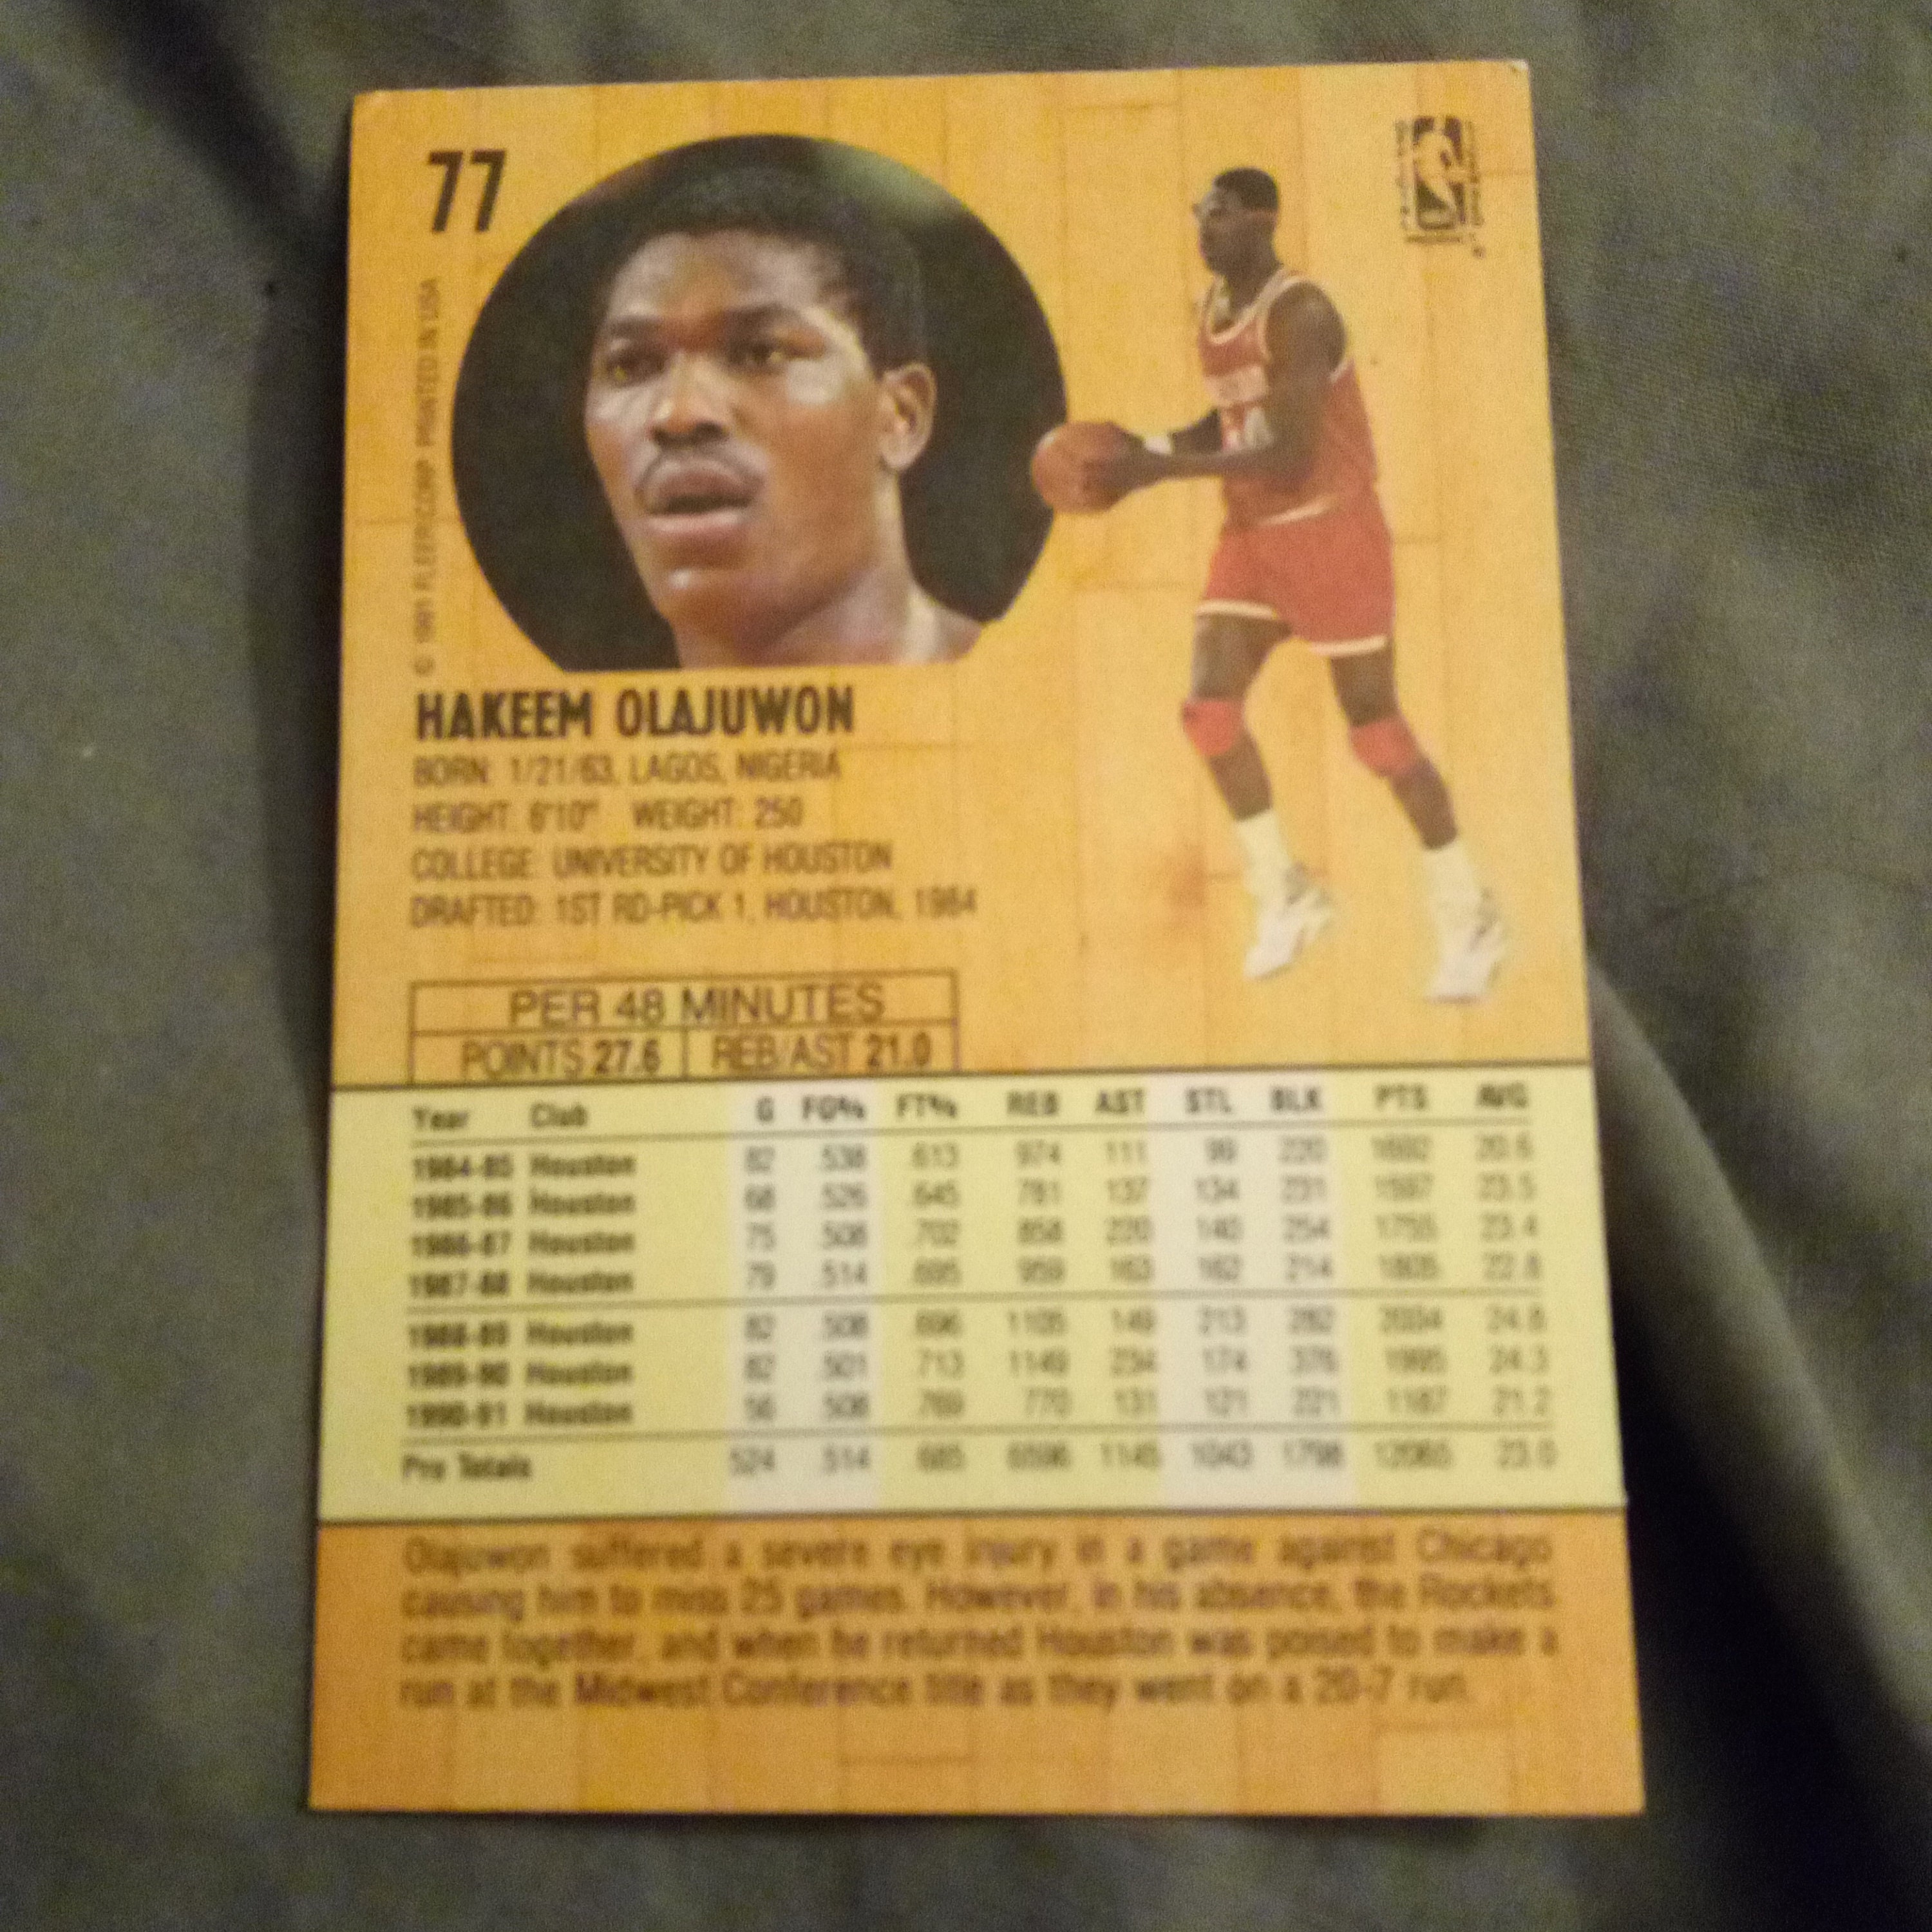 77
© 1991 FLEERCORP PRINTED IN USA
HAKEEM OLAJUWON
BORN: 1/21/63, LAGOS, NIGERIA
HEIGHT: 6'10" WEIGHT: 250
COLLEGE: UNIVERSITY OF HOUSTON
DRAFTED: 1ST RD-PICK 1, HOUSTON, 1984
PER 48 MINUTES
POINTS 27.6 REB/AST 21.0
Year Club G FG% FT% REB AST STL BLK PTS AVG
1984-85 Houston 82 .538 .613 974 111 99 220 1692 20.6
1985-86 Houston 68 .526 .645 781 137 134 231 1597 23.5
1986-87 Houston 75 .508 .702 858 220 140 254 1755 23.4
1987-88 Houston 79 .514 .695 959 163 162 214 1805 22.8
1988-89 Houston 82 .508 .696 1105 149 213 282 2034 24.8
1989-90 Houston 82 .501 .713 1149 234 174 376 1995 24.3
1990-91 Houston 56 .508 .769 770 131 121 221 1187 21.2
Pro Totals 524 .514 .685 6596 1145 1043 1798 12065 23.0
Olajuwon suffered a severe eye injury in a game against Chicago
causing him to miss 25 games. However, in his absence, the Rockets
came together, and when he returned Houston was poised to make a
run at the Midwest Conference title as they went on a 20-7 run.